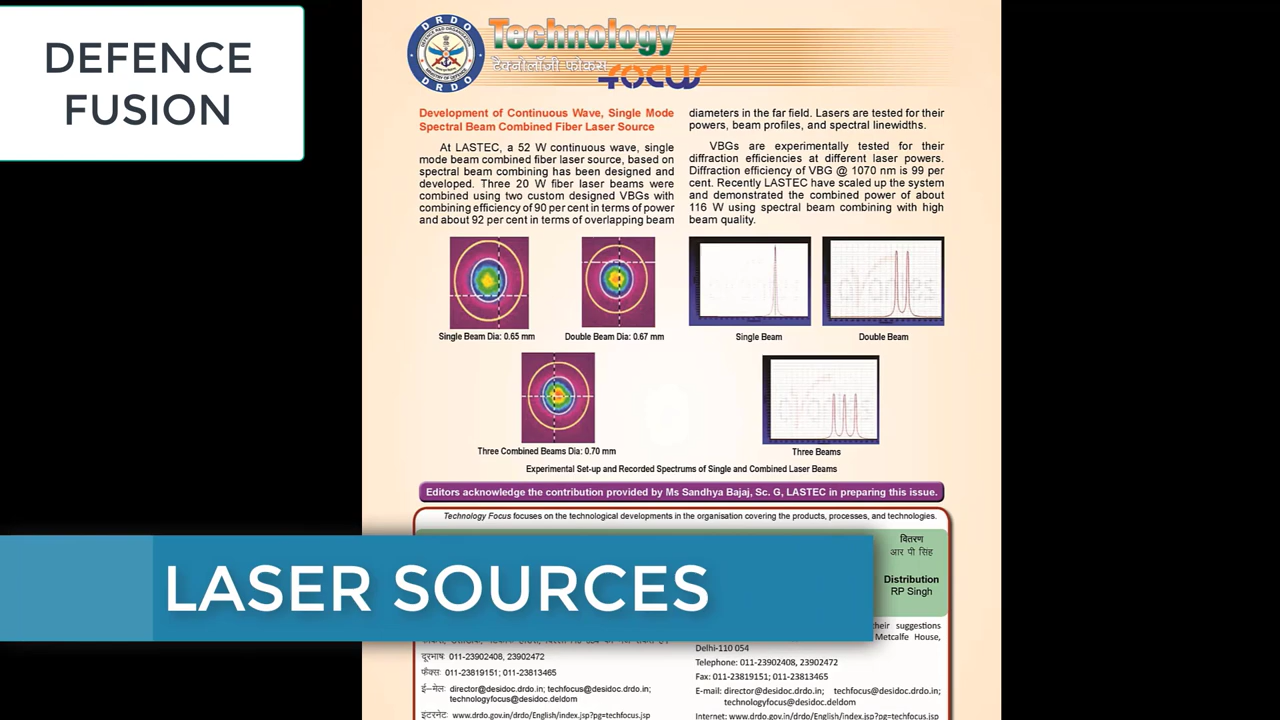 DEFENCE
FUSION
DRDO
DRDO
Technology
टेक्नोलॉजी फोकस
Focus
Development of Continuous Wave, Single Mode
Spectral Beam Combined Fiber Laser Source
At LASTEC, a 52 W continuous wave, single
mode beam combined fiber laser source, based on
spectral beam combining has been designed and
developed. Three 20 W fiber laser beams were
combined using two custom designed VBGs with
combining efficiency of 90 per cent in terms of power
and about 92 per cent in terms of overlapping beam
diameters in the far field. Lasers are tested for their
powers, beam profiles, and spectral linewidths.
VBGs are experimentally tested for their
diffraction efficiencies at different laser powers.
Diffraction efficiency of VBG @ 1070 nm is 99 per
cent. Recently LASTEC have scaled up the system
and demonstrated the combined power of about
116 W using spectral beam combining with high
beam quality.
Single Beam Dia: 0.65 mm
Double Beam Dia: 0.67 mm
Single Beam
Double Beam
Three Combined Beams Dia: 0.70 mm
Three Beams
Experimental Set-up and Recorded Spectrums of Single and Combined Laser Beams
Editors acknowledge the contribution provided by Ms Sandhya Bajaj, Sc. G, LASTEC in preparing this issue.
Technology Focus focuses on the technological developments in the organisation covering the products, processes, and technologies.
वितरण
आर पी सिंह
Distribution
RP Singh
LASER SOURCES
दूरभाष: 011-23902408, 23902472
फैक्स: 011-23819151; 011-23813465
ई-मेल: director@desidoc.drdo.in; techfocus@desidoc.drdo.in;
technologyfocus@desidoc.deldom
इंटरनेट: www.drdo.gov.in/drdo/English/index.jsp?pg=techfocus.jsp
their suggestions
Metcalfe House,
Delhi-110 054
Telephone: 011-23902408, 23902472
Fax: 011-23819151; 011-23813465
E-mail: director@desidoc.drdo.in; techfocus@desidoc.drdo.in;
technologyfocus@desidoc.deldom
Internet: www.drdo.gov.in/drdo/English/index.jsp?pg=techfocus.jsp